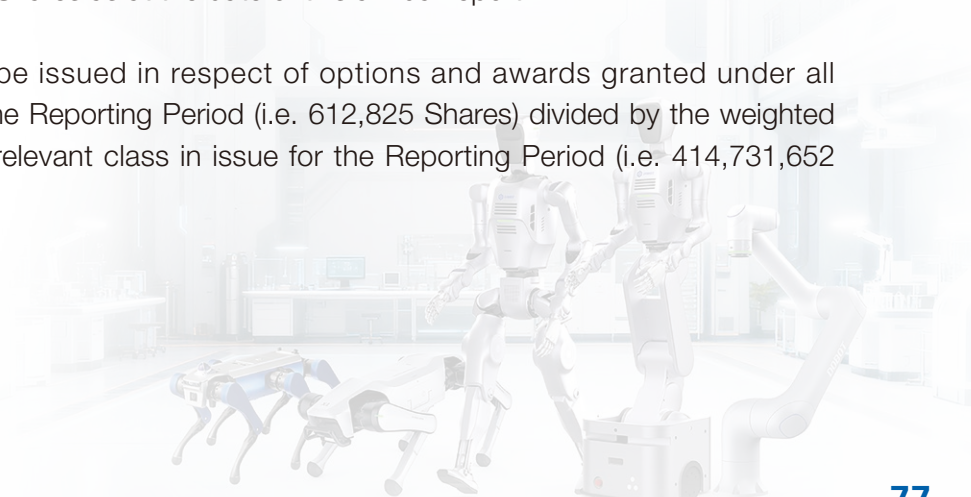 be issued in respect of options and awards granted under all
Reporting Period (i.e. 612,825 Shares) divided by the weighted
relevant class in issue for the Reporting Period (i.e. 414,731,652
77